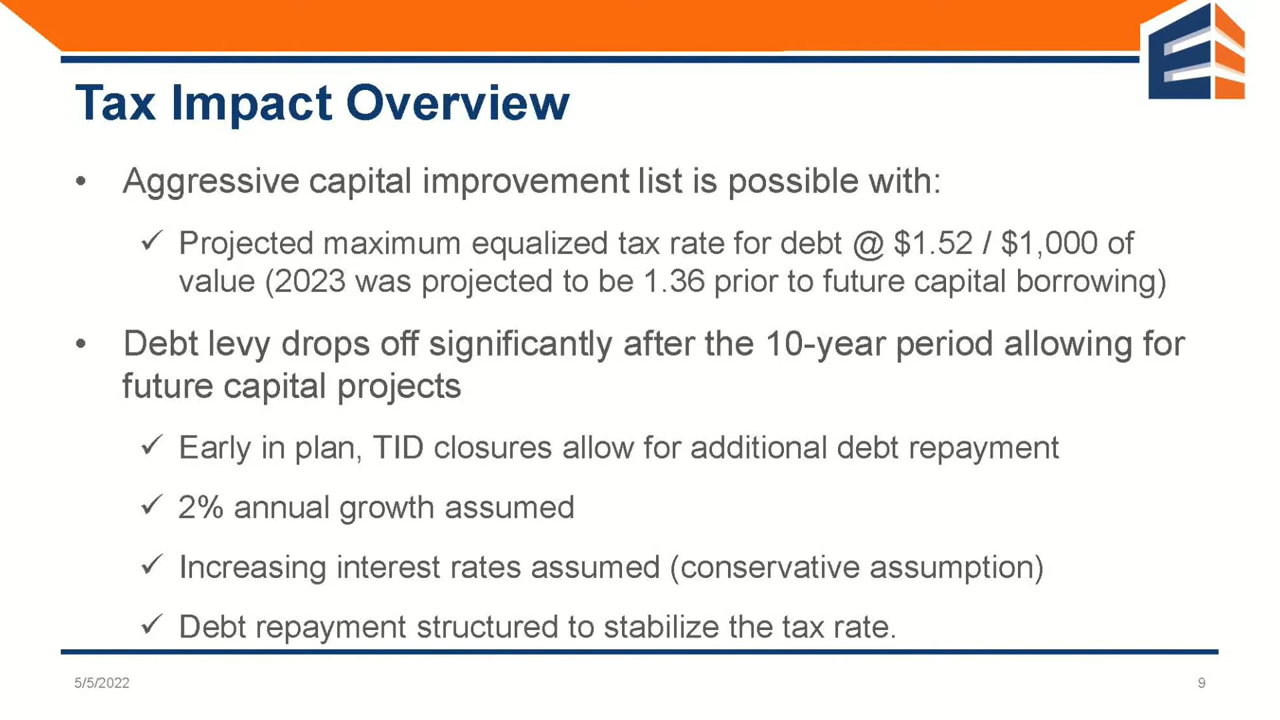 Tax Impact Overview
• Aggressive capital improvement list is possible with:
✓ Projected maximum equalized tax rate for debt @ $1.52 / $1,000 of
value (2023 was projected to be 1.36 prior to future capital borrowing)
• Debt levy drops off significantly after the 10-year period allowing for
future capital projects
✓ Early in plan, TID closures allow for additional debt repayment
✓ 2% annual growth assumed
✓ Increasing interest rates assumed (conservative assumption)
✓ Debt repayment structured to stabilize the tax rate.
5/5/2022
9